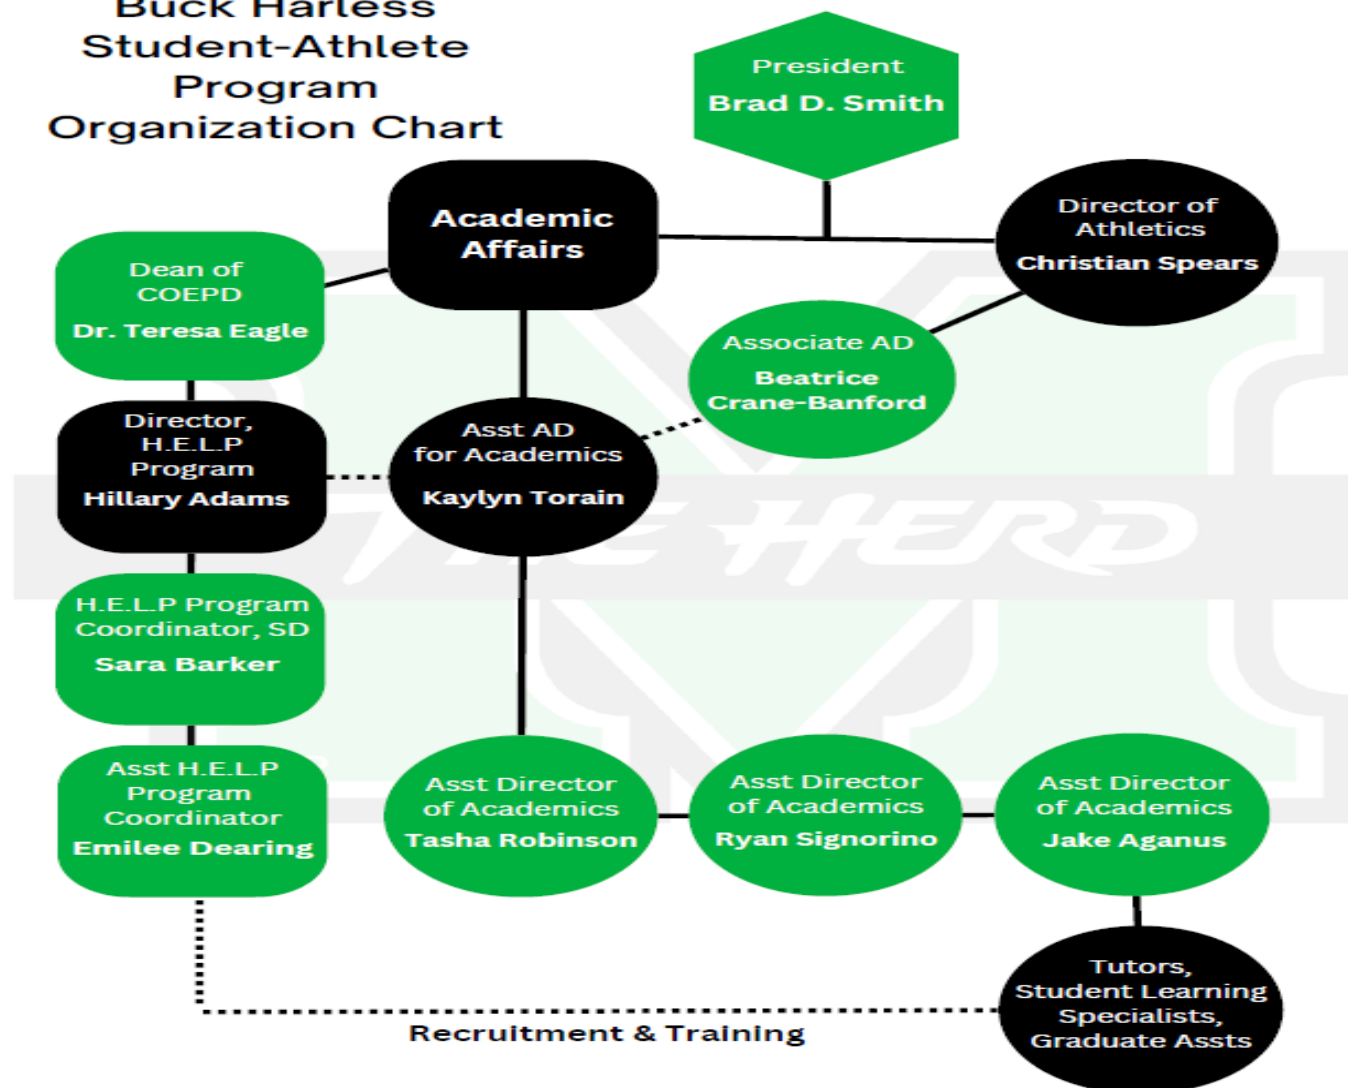 Buck Harless
Student-Athlete
Program
Organization Chart
President
Brad D. Smith
Academic
Affairs
Director of
Athletics
Christian Spears
Dean of
COEPD
Dr. Teresa Eagle
Associate AD
Beatrice
Crane-Banford
Director,
H.E.L.P
Program
Hillary Adams
Asst AD
for Academics
Kaylyn Torain
THE HERD
H.E.L.P Program
Coordinator, SD
Sara Barker
Asst H.E.L.P
Program
Coordinator
Emilee Dearing
Asst Director
of Academics
Tasha Robinson
Asst Director
of Academics
Ryan Signorino
Asst Director
of Academics
Jake Aganus
Tutors,
Student Learning
Specialists,
Graduate Assts
Recruitment & Training